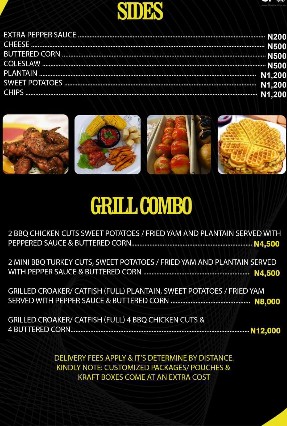 SIDES
EXTRA PEPPER SAUCE N200
CHEESE N500
BUTTERED CORN N500
COLESLAW N500
PLANTAIN N1,200
SWEET POTATOES N1,200
CHIPS N1,200
GRILL COMBO
2 BBQ CHICKEN CUTS SWEET POTATOES / FRIED YAM AND PLANTAIN SERVED WITH
PEPPERED SAUCE & BUTTERED CORN N4,500
2 MINI BBQ TURKEY CUTS, SWEET POTATOES / FRIED YAM AND PLANTAIN SERVED
WITH PEPPER SAUCE & BUTTERED CORN N4,500
GRILLED CROAKER/ CATFISH (FULL) PLANTAIN, SWEET POTATOES / FRIED YAM
SERVED WITH PEPPER SAUCE & BUTTERED CORN N8,000
GRILLED CROAKER/ CATFISH (FULL) 4 BBQ CHICKEN CUTS &
4 BUTTERED CORN N12,000
DELIVERY FEES APPLY & IT'S DETERMINE BY DISTANCE.
KINDLY NOTE: CUSTOMIZED PACKAGES/ POUCHES &
KRAFT BOXES COME AT AN EXTRA COST